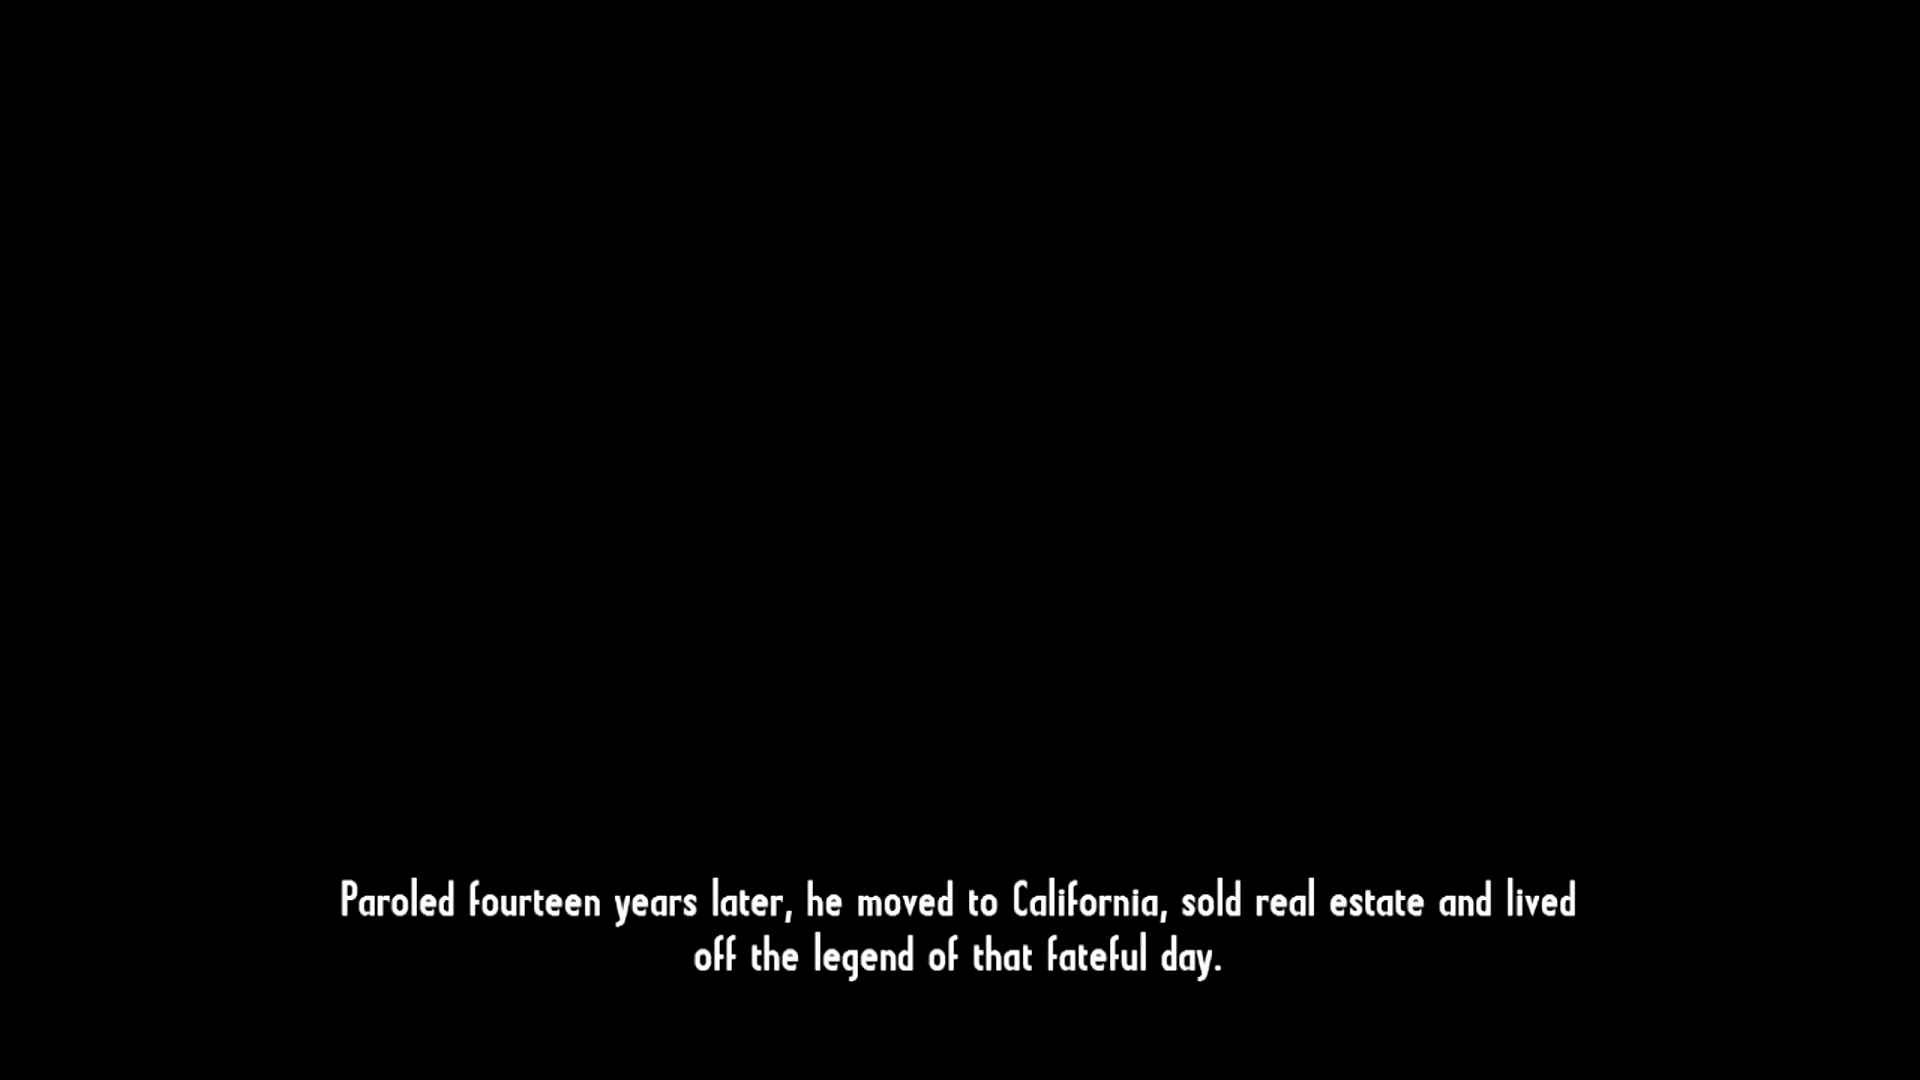 Paroled fourteen years later, he moved to California, sold real estate and lived
off the legend of that fateful day.